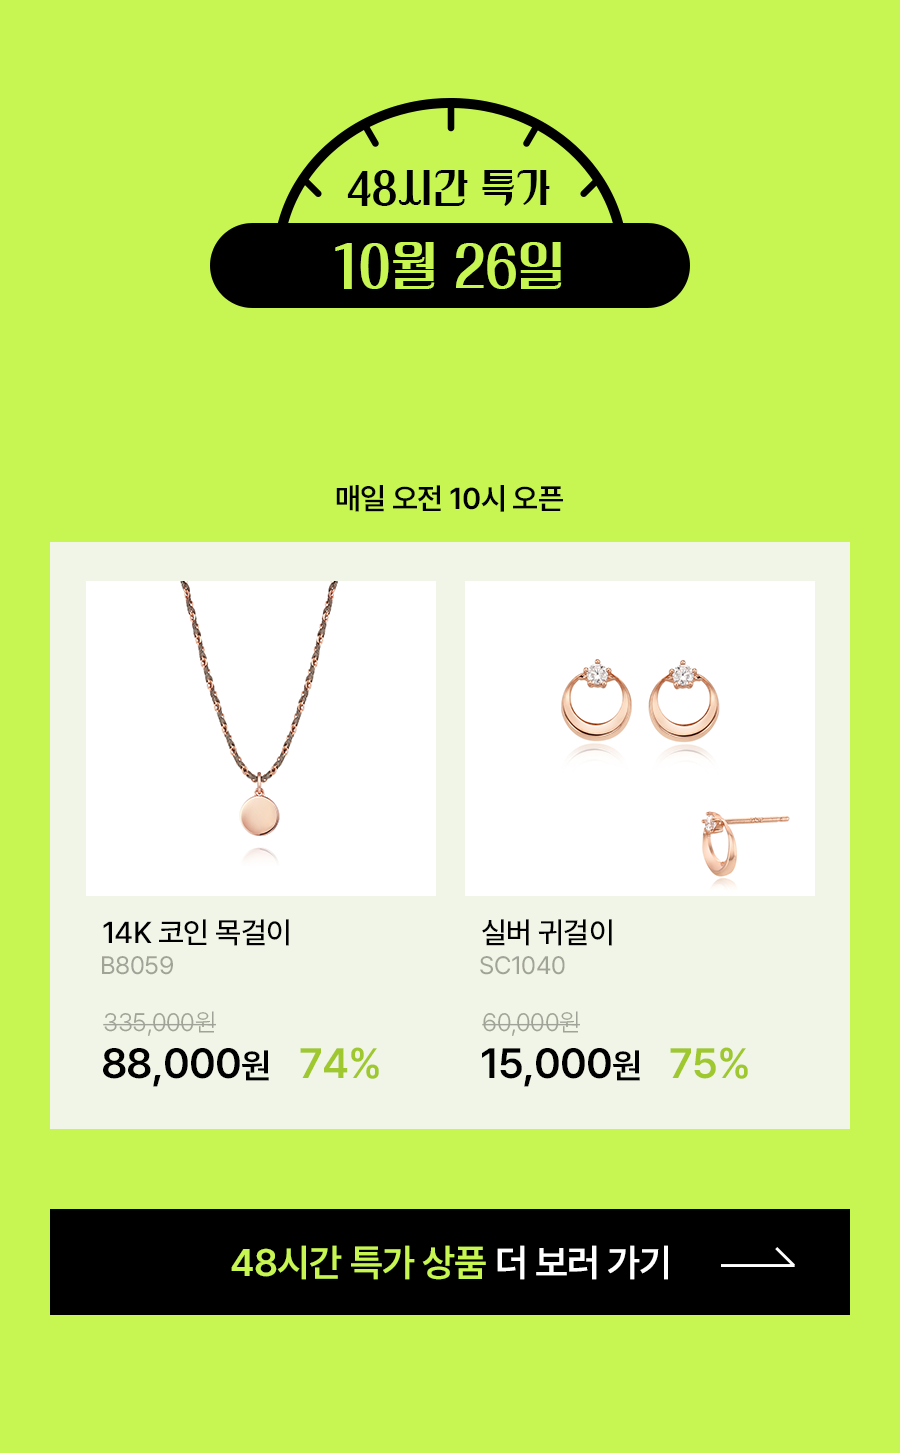 48시간 특가
10월 26일
매일 오전 10시 오픈
14K 코인 목걸이
B8059
335,000원
88,000원 74%
실버 귀걸이
SC1040
60,000원
15,000원 75%
48시간 특가 상품 더 보러 가기